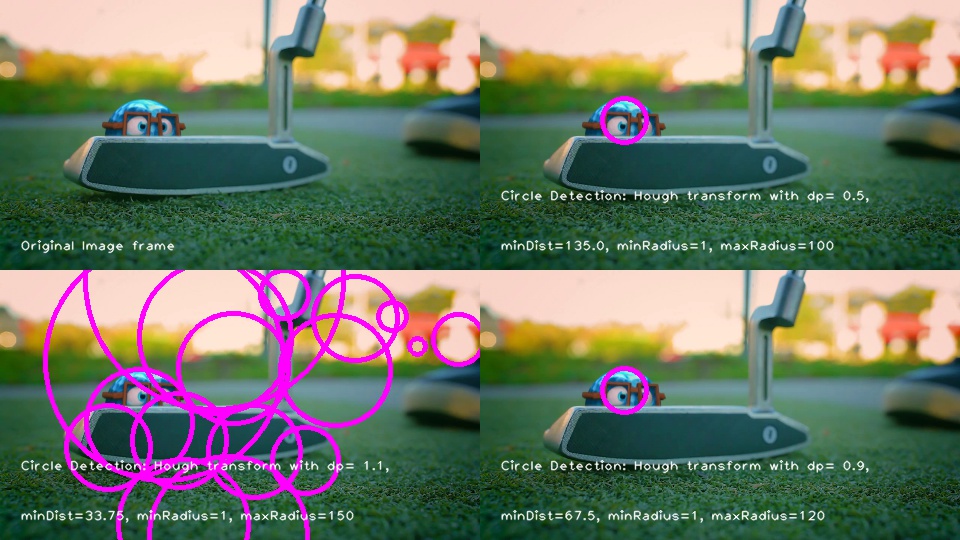 Original Image frame
Circle Detection: Hough transform with dp= 0.5,
minDist=135.0, minRadius=1, maxRadius=100
Circle Detection: Hough transform with dp= 1.1,
minDist=33.75, minRadius=1, maxRadius=150
Circle Detection: Hough transform with dp= 0.9,
minDist=67.5, minRadius=1, maxRadius=120